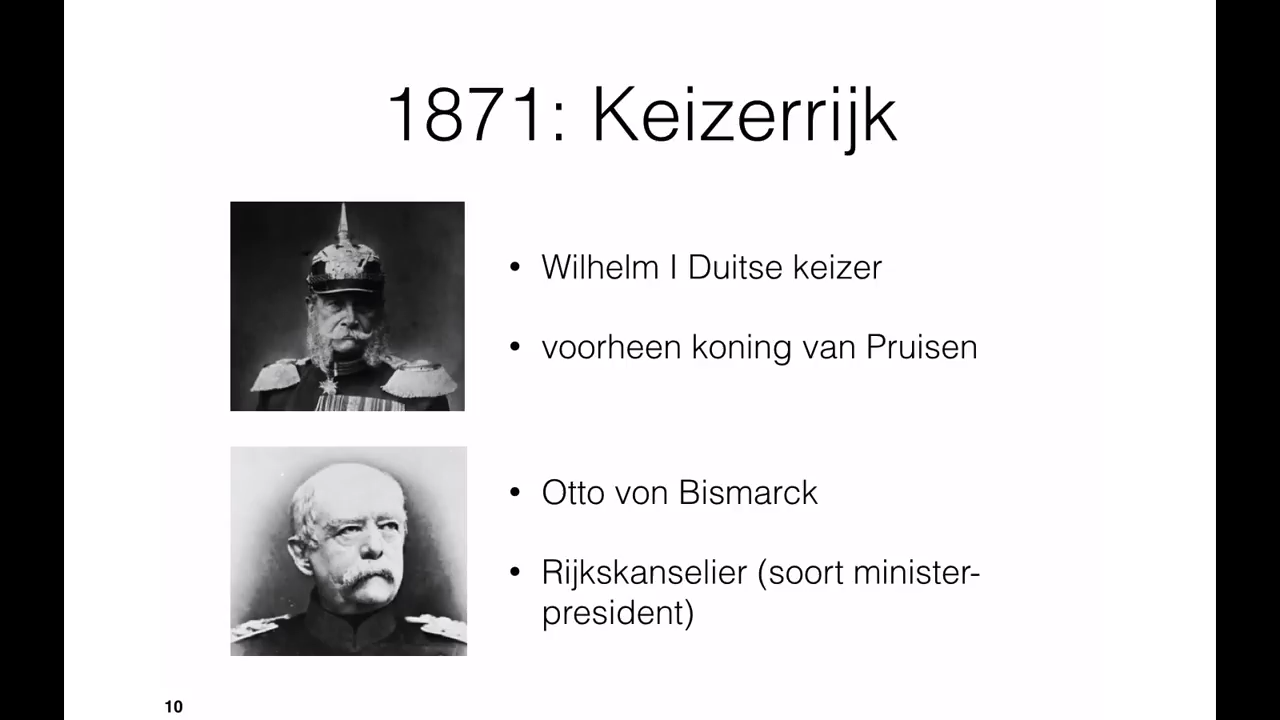 1871: Keizerrijk
• Wilhelm I Duitse keizer
• voorheen koning van Pruisen
• Otto von Bismarck
• Rijkskanselier (soort minister-
president)
10